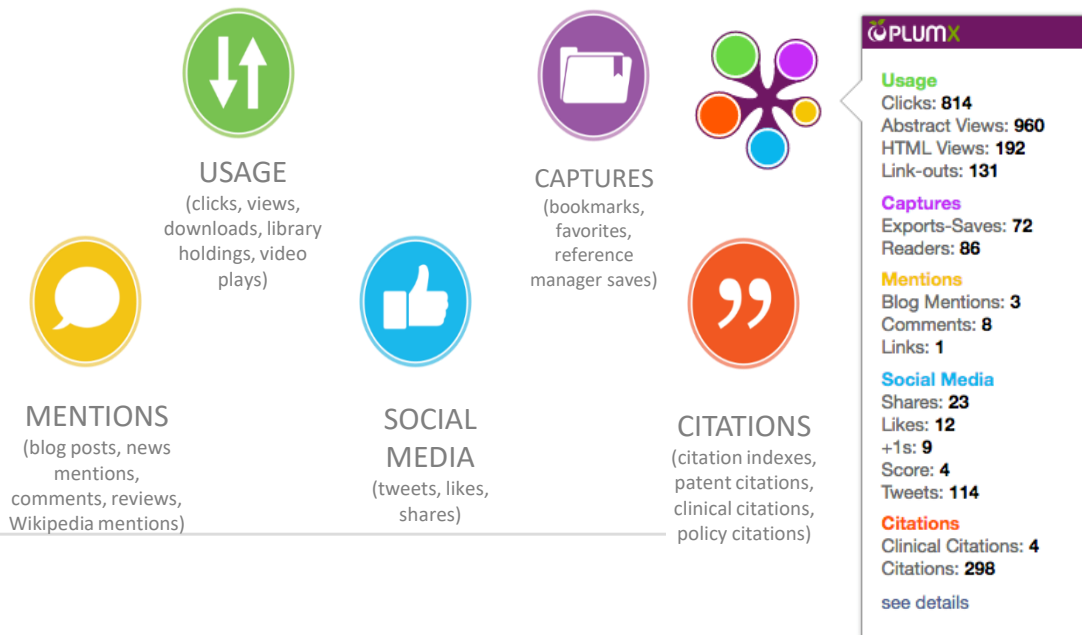 USAGE
(clicks, views,
downloads, library
holdings, video
plays)
CAPTURES
(bookmarks,
favorites,
reference
manager saves)
MENTIONS
(blog posts, news
mentions,
comments, reviews,
Wikipedia mentions)
SOCIAL
MEDIA
(tweets, likes,
shares)
CITATIONS
(citation indexes,
patent citations,
clinical citations,
policy citations)
PLUMX
Usage
Clicks: 814
Abstract Views: 960
HTML Views: 192
Link-outs: 131
Captures
Exports-Saves: 72
Readers: 86
Mentions
Blog Mentions: 3
Comments: 8
Links: 1
Social Media
Shares: 23
Likes: 12
+1s: 9
Score: 4
Tweets: 114
Citations
Clinical Citations: 4
Citations: 298
see details